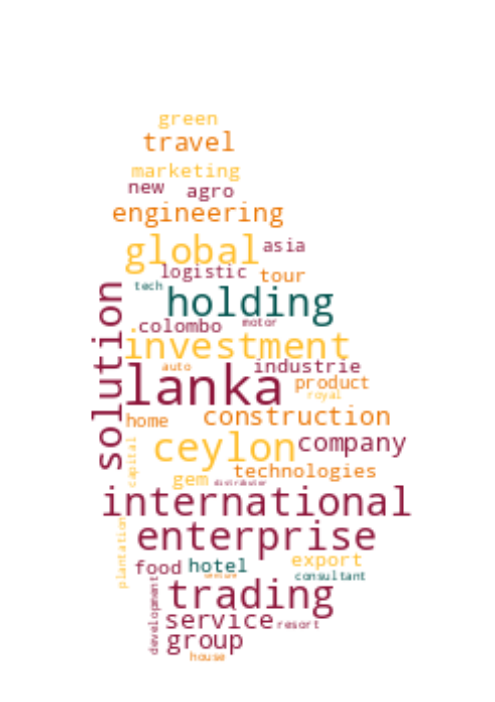 green
travel
marketing
new agro
engineering
global asia
logistic tour
tech holding
solution
colombo motor
investment
auto industrie
lanka product
royal
home construction
ceylon company
capital
technologies
gem distributor
international
enterprise
plantation
export
food hotel
consultant
development
trading
service resort
group
house